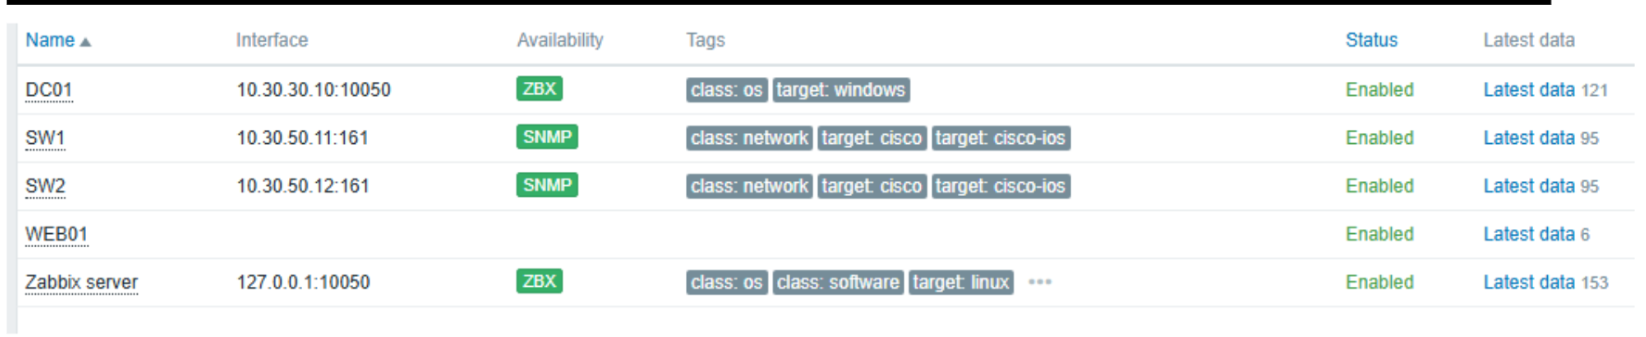 Name ▲ Interface Availability Tags Status Latest data
DC01 10.30.30.10:10050 ZBX class: os target: windows Enabled Latest data 121
SW1 10.30.50.11:161 SNMP class: network target: cisco target: cisco-ios Enabled Latest data 95
SW2 10.30.50.12:161 SNMP class: network target: cisco target: cisco-ios Enabled Latest data 95
WEB01 Enabled Latest data 6
Zabbix server 127.0.0.1:10050 ZBX class: os class: software target: linux ••• Enabled Latest data 153